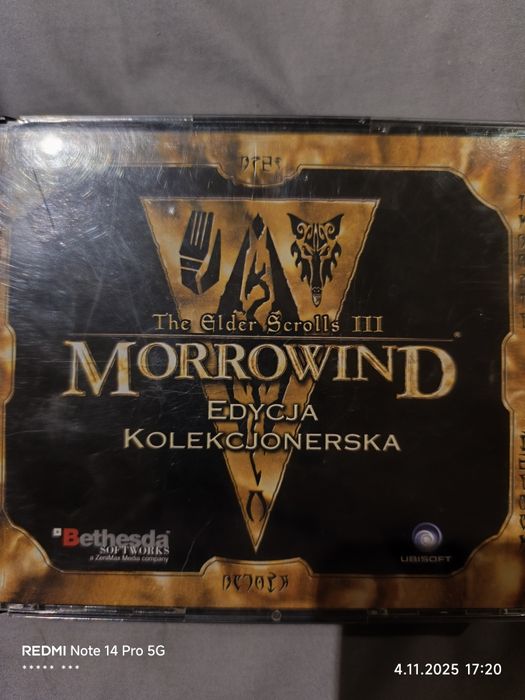 The Elder Scrolls III
MORROWIND®
EDYCJA
KOLEKCJONERSKA
Bethesda
SOFTWORKS
a ZeniMax Media company
UBISOFT
REDMI Note 14 Pro 5G
4.11.2025 17:20